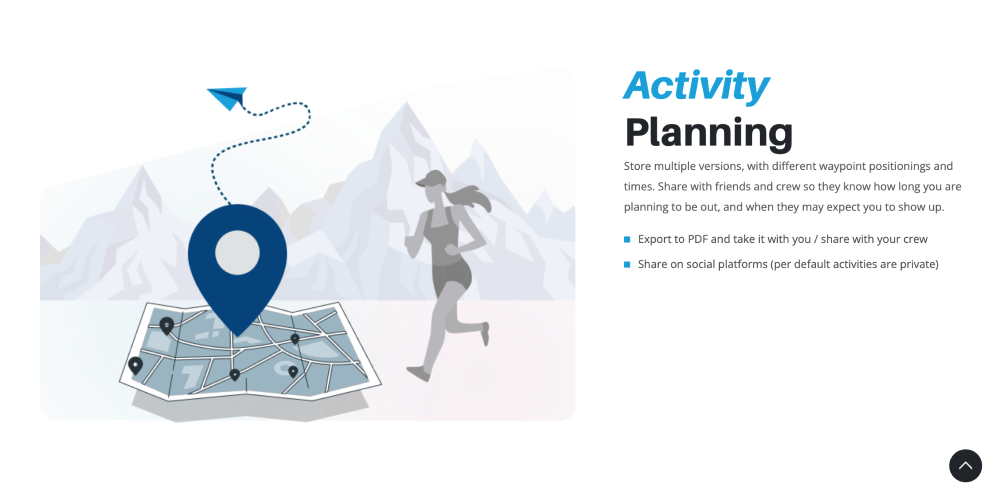 Activity
Planning
Store multiple versions, with different waypoint positionings and
times. Share with friends and crew so they know how long you are
planning to be out, and when they may expect you to show up.
Export to PDF and take it with you / share with your crew
Share on social platforms (per default activities are private)